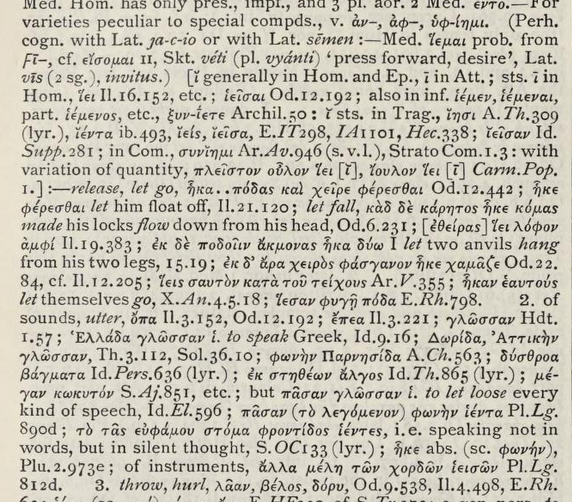 Med. Hom. has only pres., impf., and 3 pl. aor. 2 Med. ἕντο.—For
varieties peculiar to special compds., v. ἀν-, ἀφ-, ὑφ-ίημι. (Perh.
cogn. with Lat. ja-c-io or with Lat. sēmen :—Med. ἵεμαι prob. from
ϝῑ-, cf. εἴσομαι II, Skt. véti (pl. vyánti) 'press forward, desire', Lat.
vīs (2 sg.), invitus.) [ῐ generally in Hom. and Ep., ῑ in Att.; sts. ῑ in
Hom., ἵει Il.16.152, etc.; ἱεῖσαι Od.12.192; also in inf. ἱέμεν, ἱέμεναι,
part. ἱέμενος, etc., ξυν-ίετε Archil.50: ῐ sts. in Trag., ἵησι A.Th.309
(lyr.), ἱέντα ib.493, ἱείς, ἱεῖσα, E.IT298, IA1101, Hec.338; ἱεῖσαν Id.
Supp.281; in Com., συνίημι Ar.Av.946 (s.v.l.), Strato Com.1.3: with
variation of quantity, πλεῖστον οὖλον ἵει [ῐ], ἴουλον ἵει [ῑ] Carm.Pop.
1.] :—release, let go, ἧκα..πόδας καὶ χεῖρε φέρεσθαι Od.12.442; ἧκε
φέρεσθαι let him float off, Il.21.120; let fall, κὰδ δὲ κάρητος ἧκε κόμας
made his locks flow down from his head, Od.6.231; [ἐθείρας] ἵει λόφον
ἀμφί Il.19.383; ἐκ δὲ ποδοῖιν ἄκμονας ἧκα δύω I let two anvils hang
from his two legs, 15.19; ἐκ δ' ἄρα χειρὸς φάσγανον ἧκε χαμᾶζε Od.22.
84, cf. Il.12.205; ἵεις σαυτὸν κατὰ τοῦ τείχους Ar.V.355; ἧκαν ἑαυτούς
let themselves go, X.An.4.5.18; ἵεσαν φυγῇ πόδα E.Rh.798. 2. of
sounds, utter, ὄπα Il.3.152, Od.12.192; ἔπεα Il.3.221; γλῶσσαν Hdt.
1.57; Ἑλλάδα γλῶσσαν ἱ. to speak Greek, Id.9.16; Δωρίδα, Ἀττικὴν
γλῶσσαν, Th.3.112, Sol.36.10; φωνὴν Παρνησίδα A.Ch.563; δύσθροα
βάγματα Id.Pers.636 (lyr.); ἐκ στηθέων ἄλγος Id.Th.865 (lyr.); μέ-
γαν κωκυτόν S.Aj.851, etc.; but πᾶσαν γλῶσσαν ἱ. to let loose every
kind of speech, Id.El.596; πᾶσαν (τὸ λεγόμενον) φωνὴν ἱέντα Pl.Lg.
890d; τὸ τᾶς εὐφάμου στόμα φροντίδος ἱέντες, i.e. speaking not in
words, but in silent thought, S.OC133 (lyr.); ἧκε abs. (sc. φωνήν),
Plu.2.973e; of instruments, ἄλλα μέλη τῶν χορδῶν ἱεισῶν Pl.Lg.
812d. 3. throw, hurl, λᾶαν, βέλος, δόρυ, Od.9.538, Il.4.498, E.Rh.